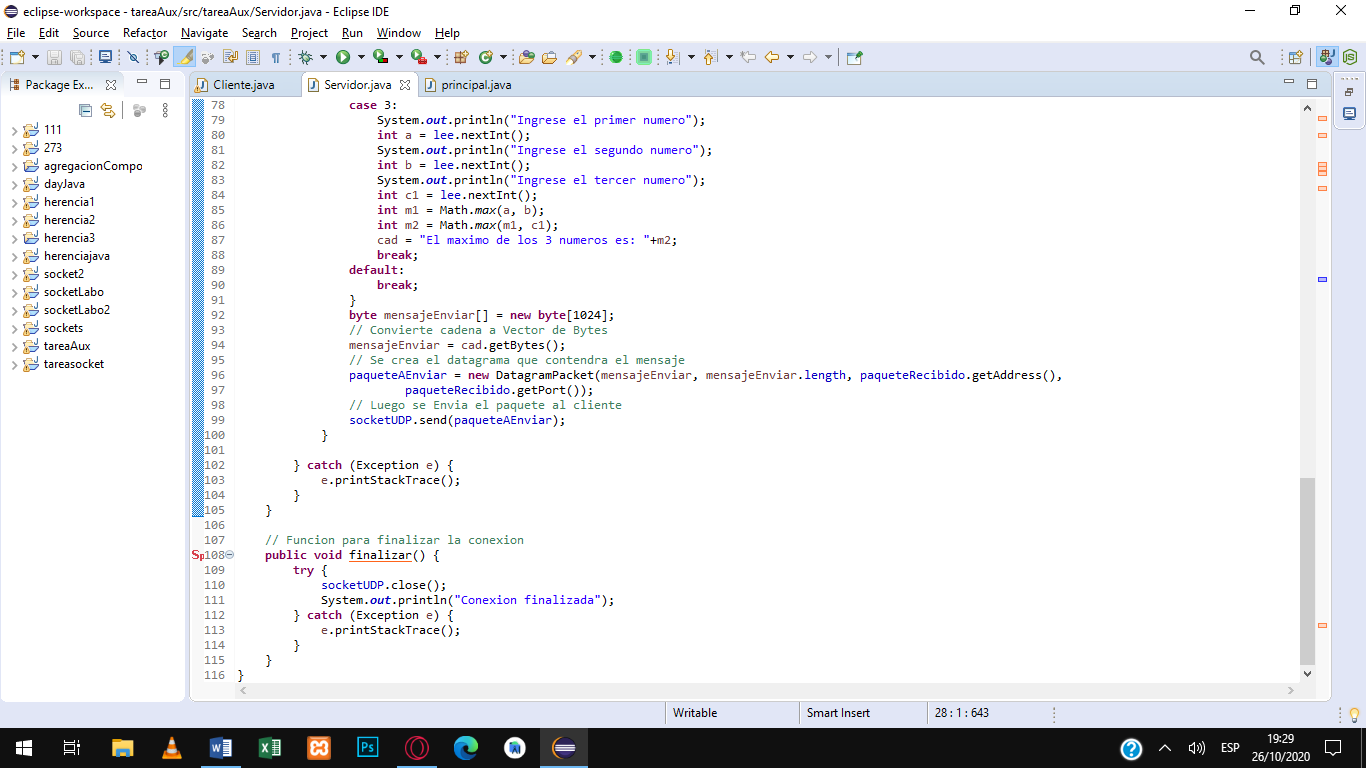 eclipse-workspace - tareaAux/src/tareaAux/Servidor.java - Eclipse IDE
File Edit Source Refactor Navigate Search Project Run Window Help
Package Ex...
Cliente.java Servidor.java principal.java
111
273
agregacionCompo
dayJava
herencia1
herencia2
herencia3
herenciajava
socket2
socketLabo
socketLabo2
sockets
tareaAux
tareasocket
78 case 3:
79 System.out.println("Ingrese el primer numero");
80 int a = lee.nextInt();
81 System.out.println("Ingrese el segundo numero");
82 int b = lee.nextInt();
83 System.out.println("Ingrese el tercer numero");
84 int c1 = lee.nextInt();
85 int m1 = Math.max(a, b);
86 int m2 = Math.max(m1, c1);
87 cad = "El maximo de los 3 numeros es: "+m2;
88 break;
89 default:
90 break;
91 }
92 byte mensajeEnviar[] = new byte[1024];
93 // Convierte cadena a Vector de Bytes
94 mensajeEnviar = cad.getBytes();
95 // Se crea el datagrama que contendra el mensaje
96 paqueteAEnviar = new DatagramPacket(mensajeEnviar, mensajeEnviar.length, paqueteRecibido.getAddress(),
97 paqueteRecibido.getPort());
98 // Luego se Envia el paquete al cliente
99 socketUDP.send(paqueteAEnviar);
100 }
101
102 } catch (Exception e) {
103 e.printStackTrace();
104 }
105 }
106
107 // Funcion para finalizar la conexion
108 public void finalizar() {
109 try {
110 socketUDP.close();
111 System.out.println("Conexion finalizada");
112 } catch (Exception e) {
113 e.printStackTrace();
114 }
115 }
116 }
Writable Smart Insert 28 : 1 : 643
ESP
19:29
26/10/2020